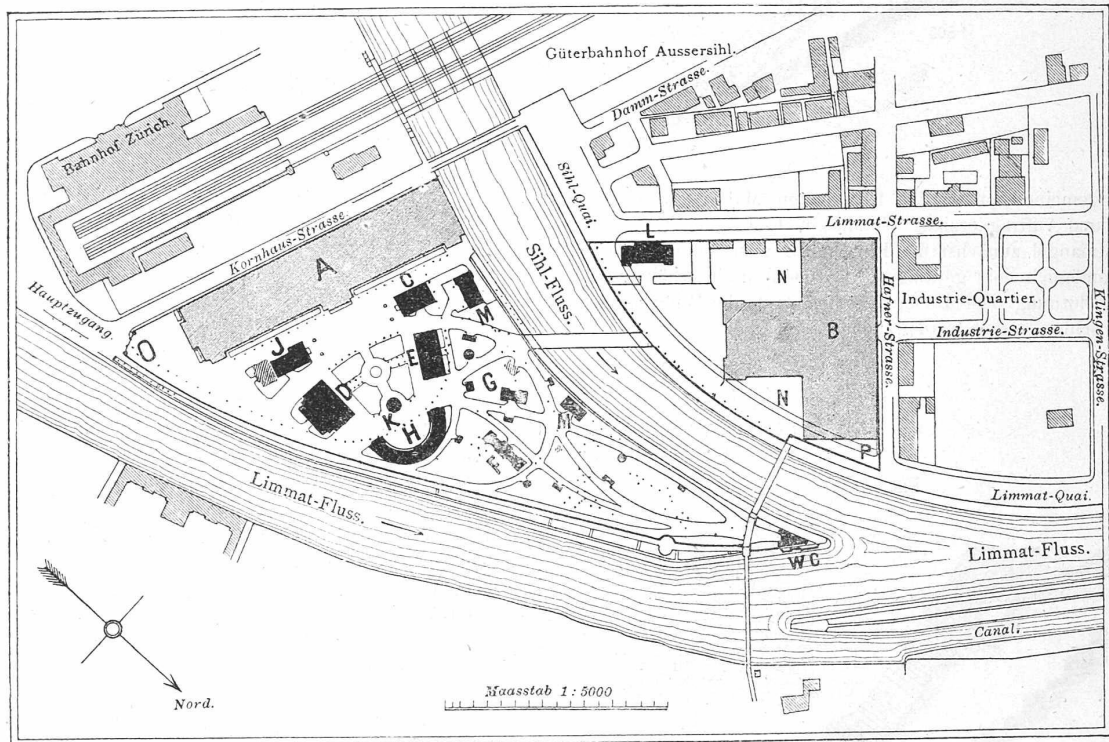 Güterbahnhof Aussersihl.
Damm-Strasse.
Bahnhof Zürich.
Sihl-Quai.
Kornhaus-Strasse
Limmat-Strasse.
L
A
Sihl-Fluss.
N
Hauptzugang
C
M
Hafner-Strasse.
Industrie-Quartier.
Klingen-Strasse.
B
Industrie-Strasse.
O
J
E
D
G
N
K
H
M
P
F
Limmat-Fluss.
Limmat-Quai.
WC
Limmat-Fluss.
Canal.
Nord.
Maasstab 1 : 5000